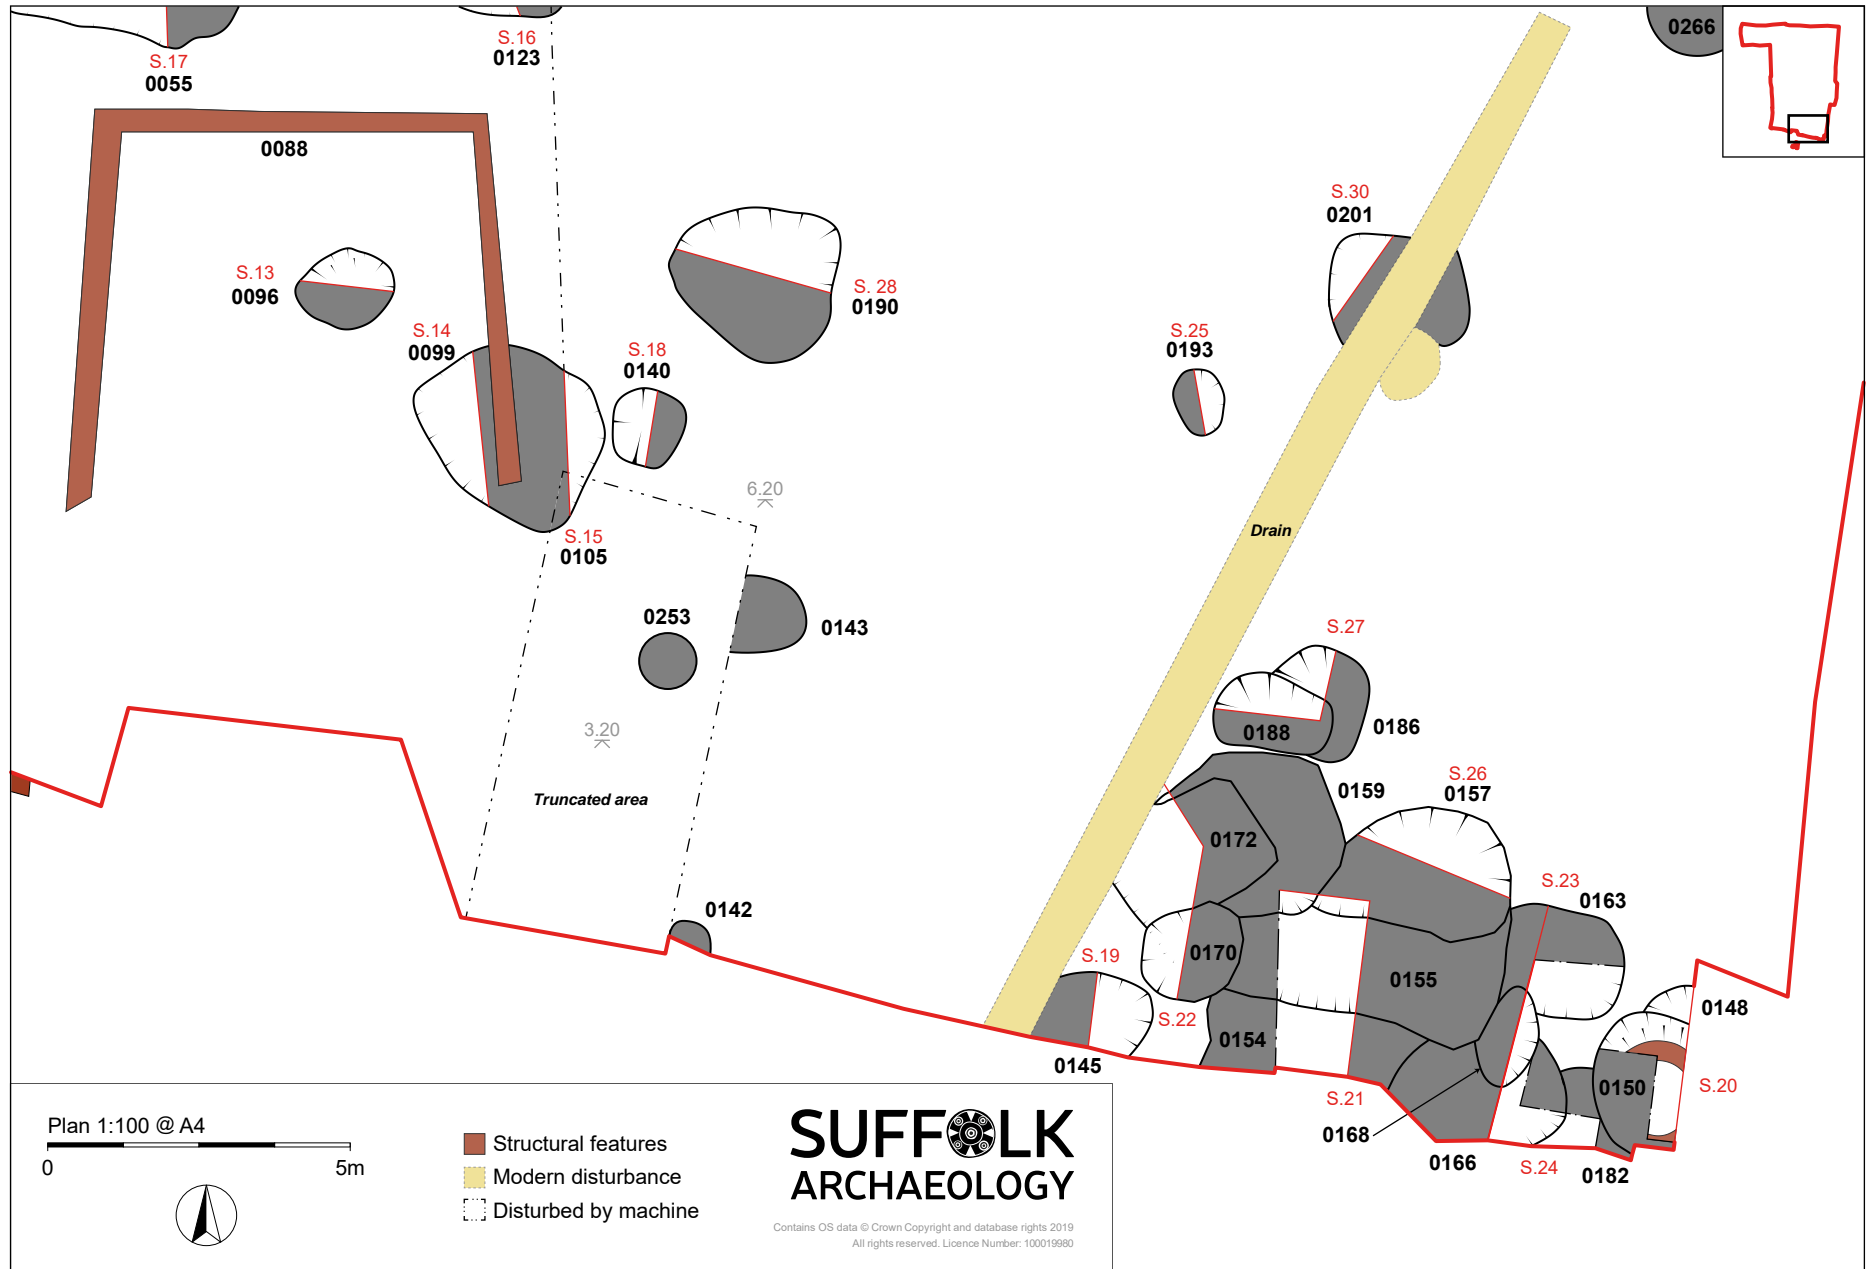 S.17
0055
S.16
0123
0266
0088
S.13
0096
S.14
0099
S.18
0140
S. 28
0190
S.30
0201
S.25
0193
6.20
S.15
0105
Drain
0253
0143
3.20
Truncated area
0142
S.27
0188
0186
0159
S.26
0157
0172
S.23
0163
S.19
0170
0155
S.22
0154
0145
0148
0150
S.20
S.21
0168
0166
S.24
0182
Plan 1:100 @ A4
0
5m
Structural features
Modern disturbance
Disturbed by machine
SUFFOLK
ARCHAEOLOGY
Contains OS data © Crown Copyright and database rights 2019
All rights reserved. Licence Number: 100019980